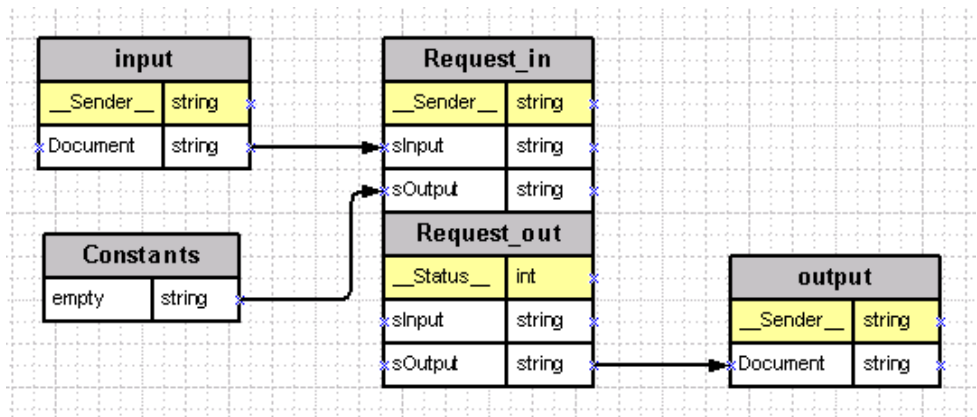 input
__Sender__ string
Document string
Constants
empty string
Request_in
__Sender__ string
sInput string
sOutput string
Request_out
__Status__ int
sInput string
sOutput string
output
__Sender__ string
Document string